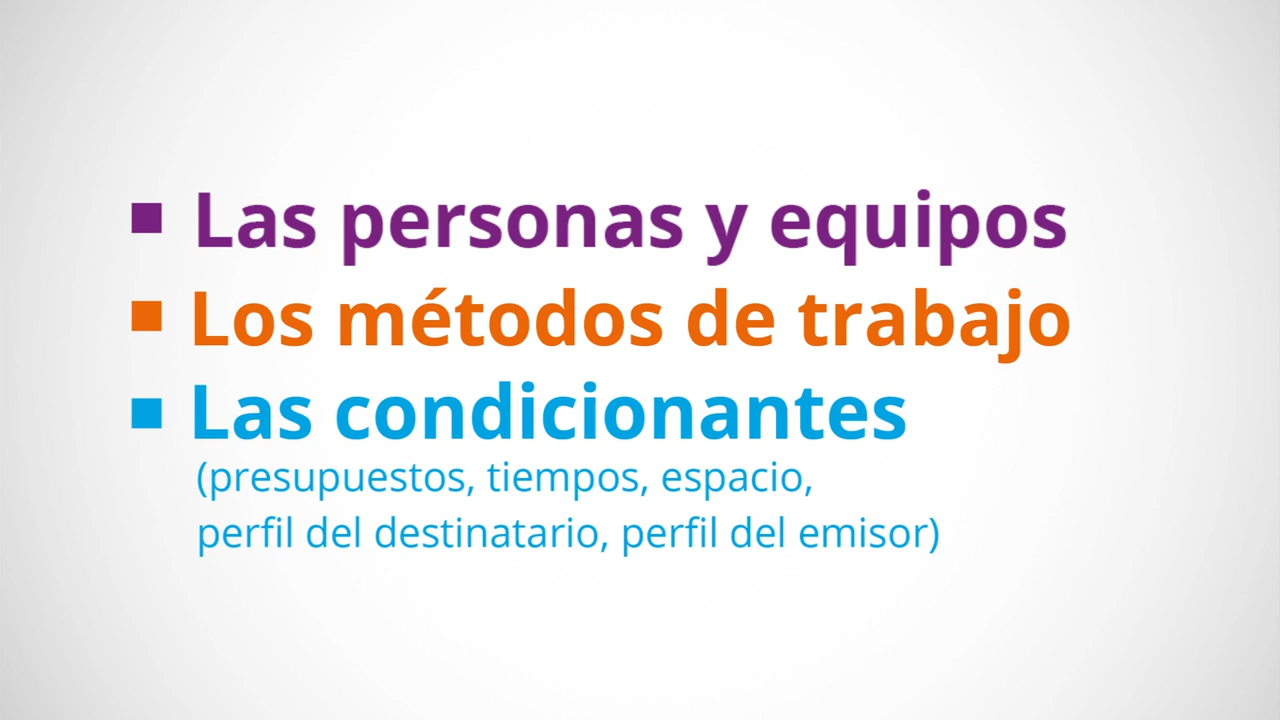 Las personas y equipos
Los métodos de trabajo
Las condicionantes
(presupuestos, tiempos, espacio,
perfil del destinatario, perfil del emisor)